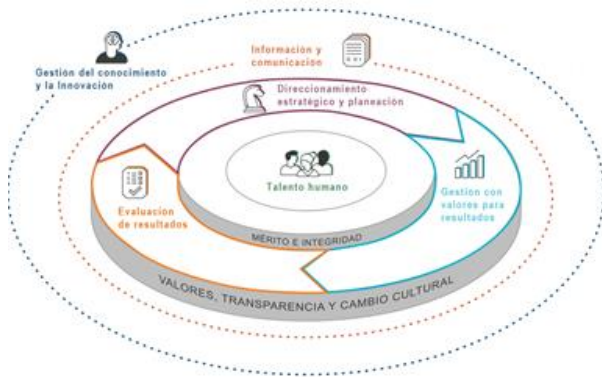 Información y
comunicación
Gestión del conocimiento
y la Innovación
Direccionamiento
estratégico y planeación
Talento humano
Gestión con
valores para
resultados
Evaluación
de resultados
MÉRITO E INTEGRIDAD
VALORES, TRANSPARENCIA Y CAMBIO CULTURAL